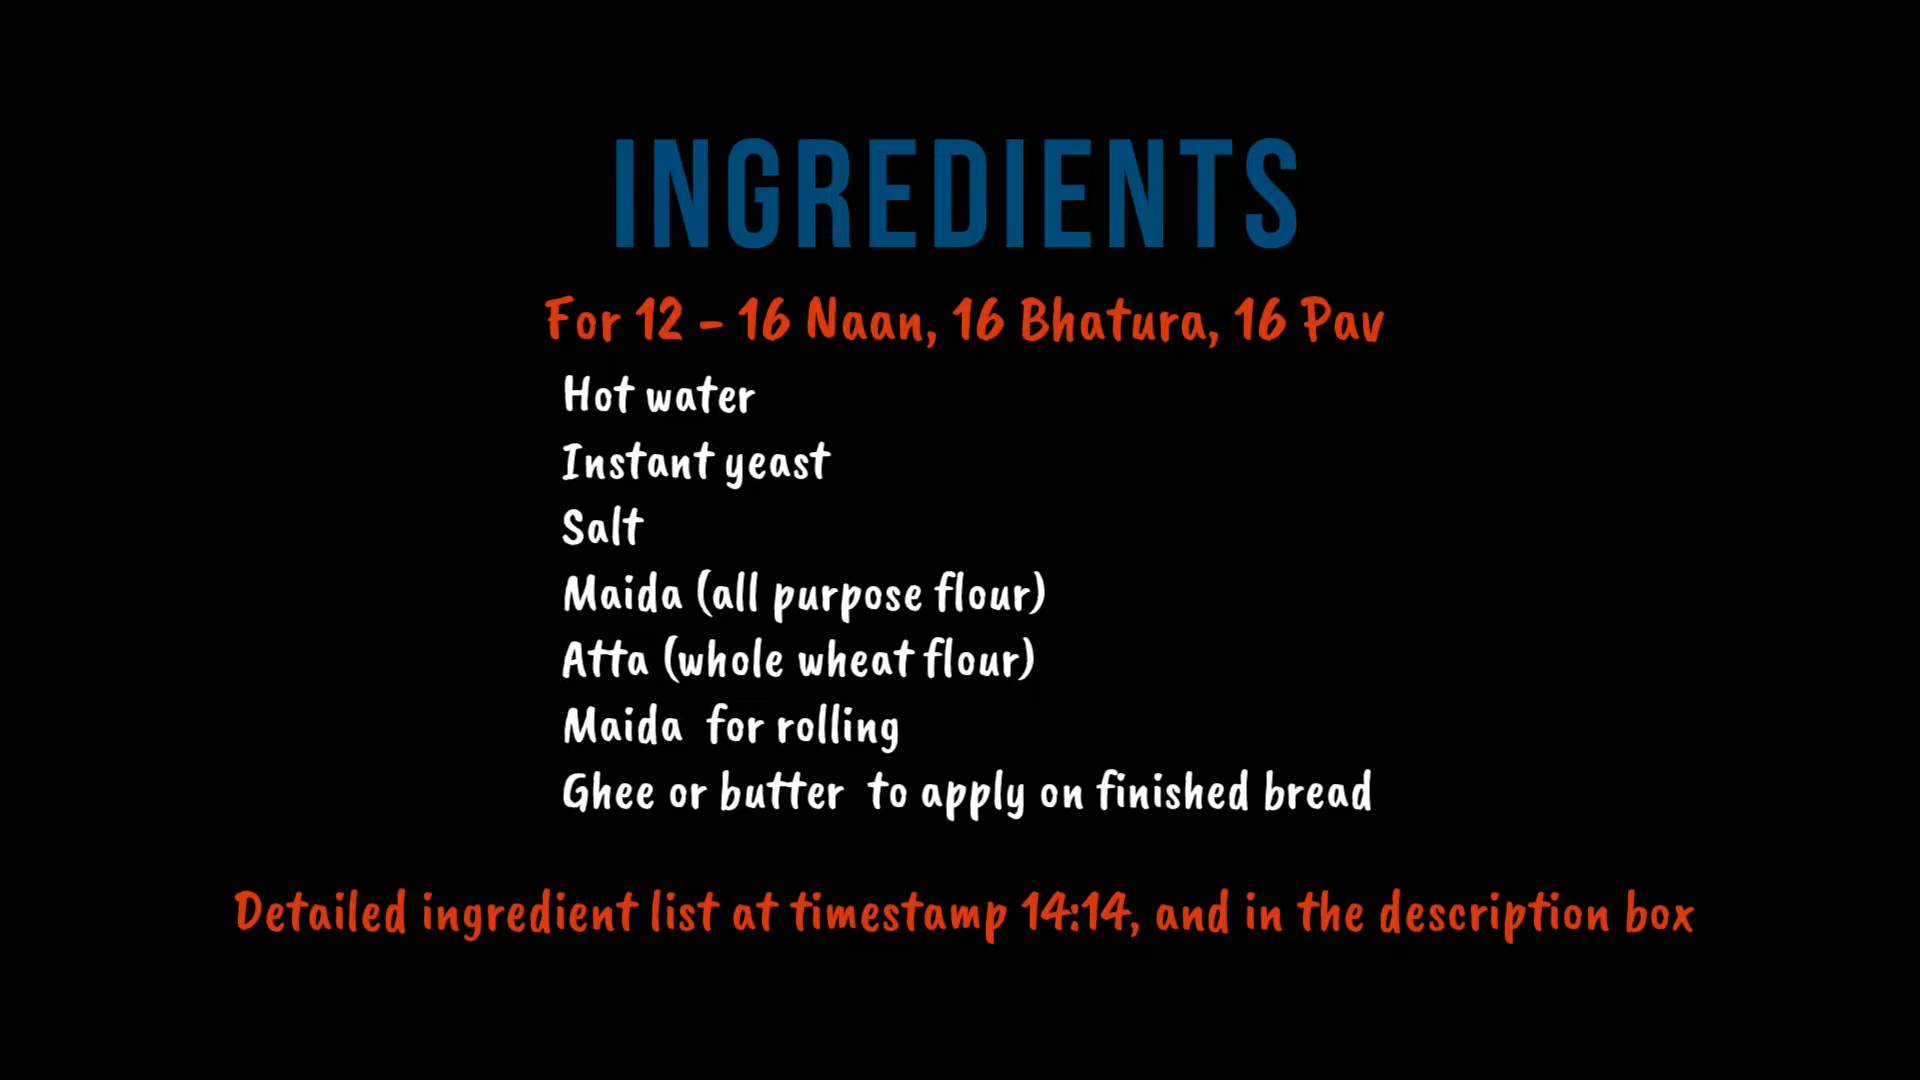 INGREDIENTS
For 12 - 16 Naan, 16 Bhatura, 16 Pav
Hot water
Instant yeast
Salt
Maida (all purpose flour)
Atta (whole wheat flour)
Maida for rolling
Ghee or butter to apply on finished bread
Detailed ingredient list at timestamp 14:14, and in the description box